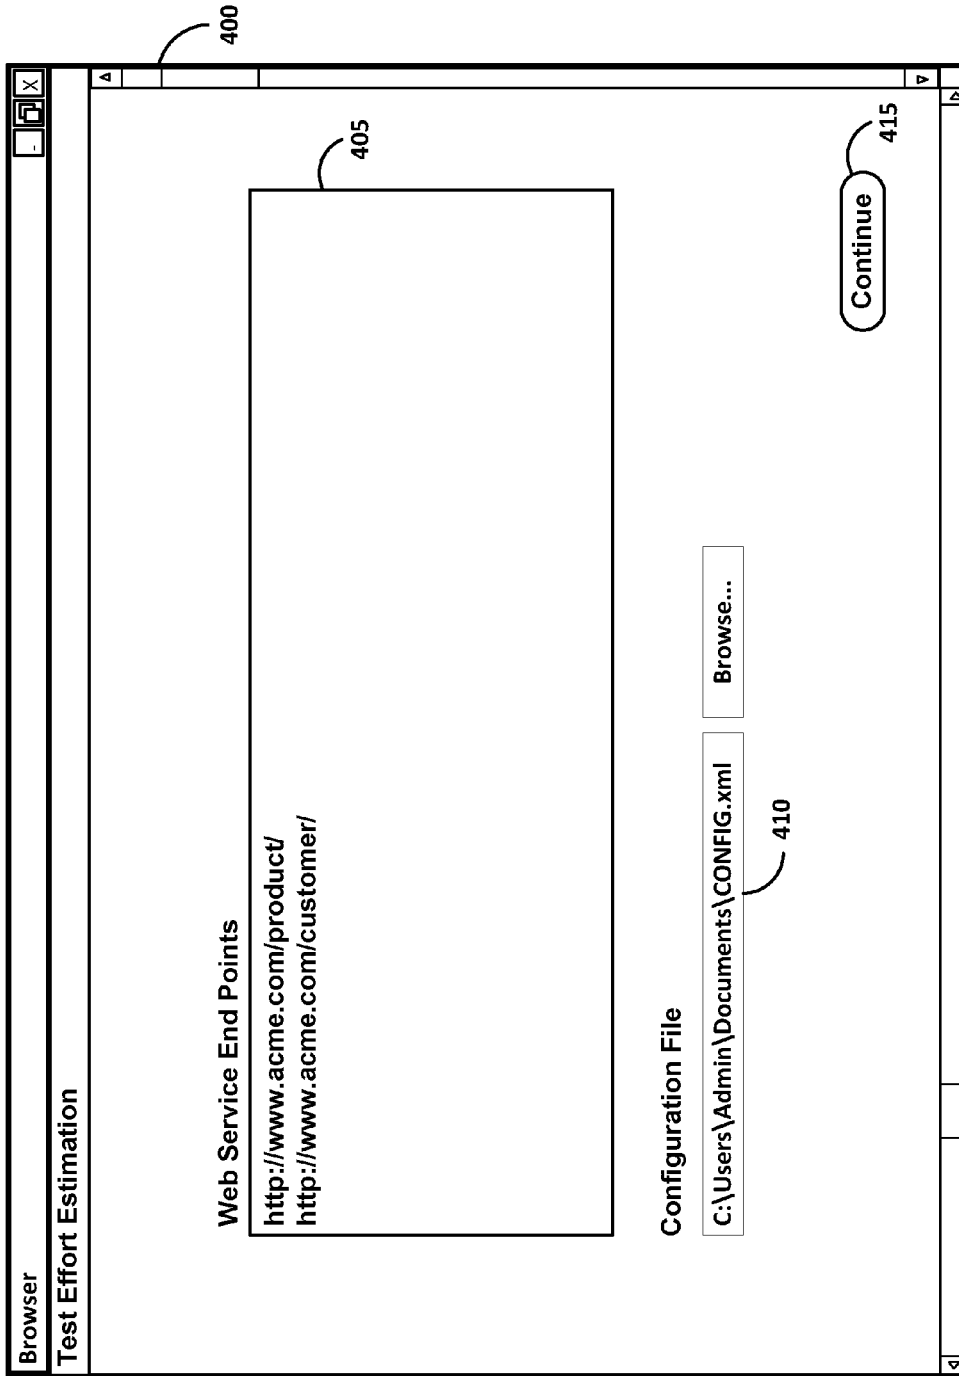 Browser
- X
Test Effort Estimation
400
Web Service End Points
http://www.acme.com/product/
http://www.acme.com/customer/
405
Configuration File
C:\Users\Admin\Documents\CONFIG.xml
Browse...
410
Continue
415